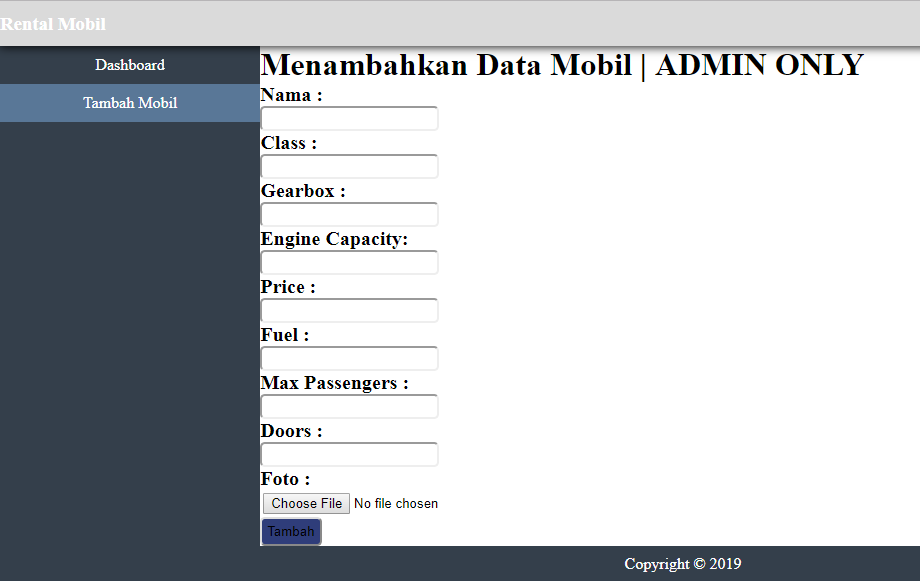 Rental Mobil
Dashboard
Tambah Mobil
Menambahkan Data Mobil | ADMIN ONLY
Nama :
Class :
Gearbox :
Engine Capacity:
Price :
Fuel :
Max Passengers :
Doors :
Foto :
Choose File No file chosen
Tambah
Copyright © 2019